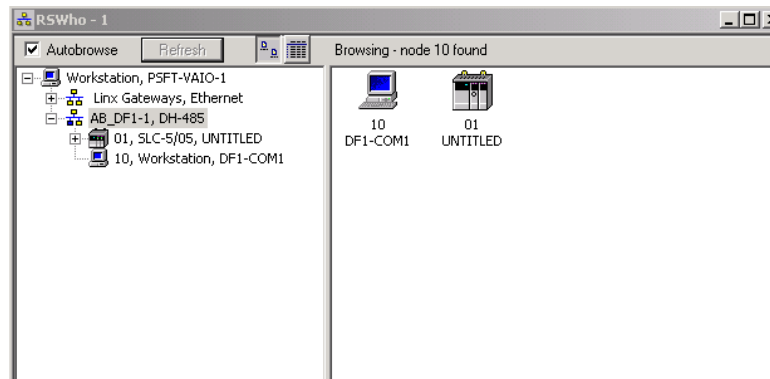 RSWho - 1
Autobrowse Refresh Browsing - node 10 found
Workstation, PSFT-VAIO-1
Linx Gateways, Ethernet
AB_DF1-1, DH-485
01, SLC-5/05, UNTITLED
10, Workstation, DF1-COM1
10
DF1-COM1
01
UNTITLED